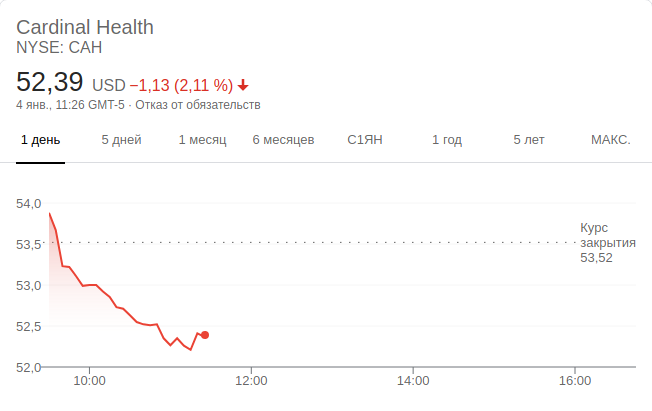 Cardinal Health
NYSE: CAH
52,39 USD −1,13 (2,11 %)
4 янв., 11:26 GMT-5 · Отказ от обязательств
1 день 5 дней 1 месяц 6 месяцев С1ЯН 1 год 5 лет МАКС.
54,0
53,5
53,0
52,5
52,0
Курс
закрытия
53,52
10:00 12:00 14:00 16:00